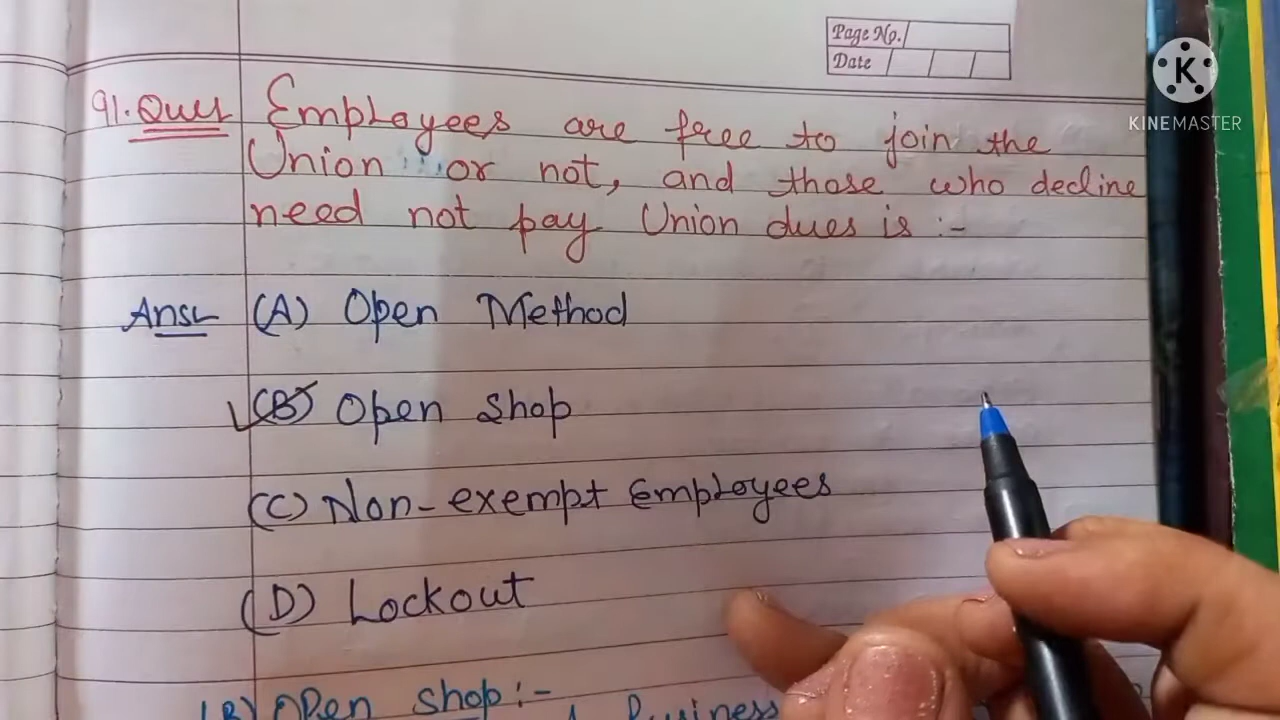 Page No.
Date
K
KINEMASTER
91. Ques Employees are free to join the
Union or not, and those who decline
need not pay Union dues is :-
Ans (A) Open Method
(B) Open Shop
(C) Non-exempt Employees
(D) Lockout
(B) Open Shop :- A Business